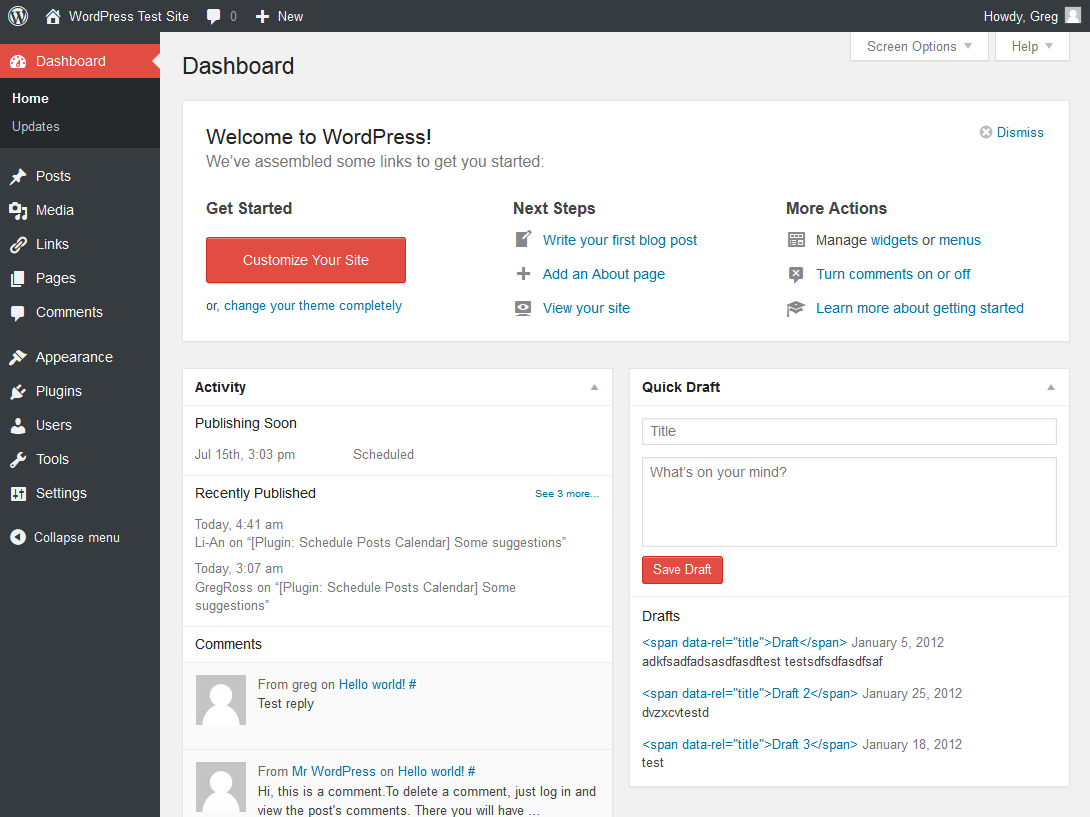 WordPress Test Site 0 New Howdy, Greg
Dashboard
Home
Updates
Posts
Media
Links
Pages
Comments
Appearance
Plugins
Users
Tools
Settings
Collapse menu
Screen Options Help
Dashboard
Welcome to WordPress!
Dismiss
We've assembled some links to get you started:
Get Started
Customize Your Site
or, change your theme completely
Next Steps
Write your first blog post
Add an About page
View your site
More Actions
Manage widgets or menus
Turn comments on or off
Learn more about getting started
Activity
Publishing Soon
Jul 15th, 3:03 pm Scheduled
Recently Published See 3 more...
Today, 4:41 am
Li-An on “[Plugin: Schedule Posts Calendar] Some suggestions”
Today, 3:07 am
GregRoss on “[Plugin: Schedule Posts Calendar] Some
suggestions”
Comments
From greg on Hello world! #
Test reply
From Mr WordPress on Hello world! #
Hi, this is a comment.To delete a comment, just log in and
view the post's comments. There you will have …
Quick Draft
Title
What's on your mind?
Save Draft
Drafts
<span data-rel="title">Draft</span> January 5, 2012
adkfsadfadsasdfasdftest testsdfsdfasdfsaf
<span data-rel="title">Draft 2</span> January 25, 2012
dvzxcvtestd
<span data-rel="title">Draft 3</span> January 18, 2012
test